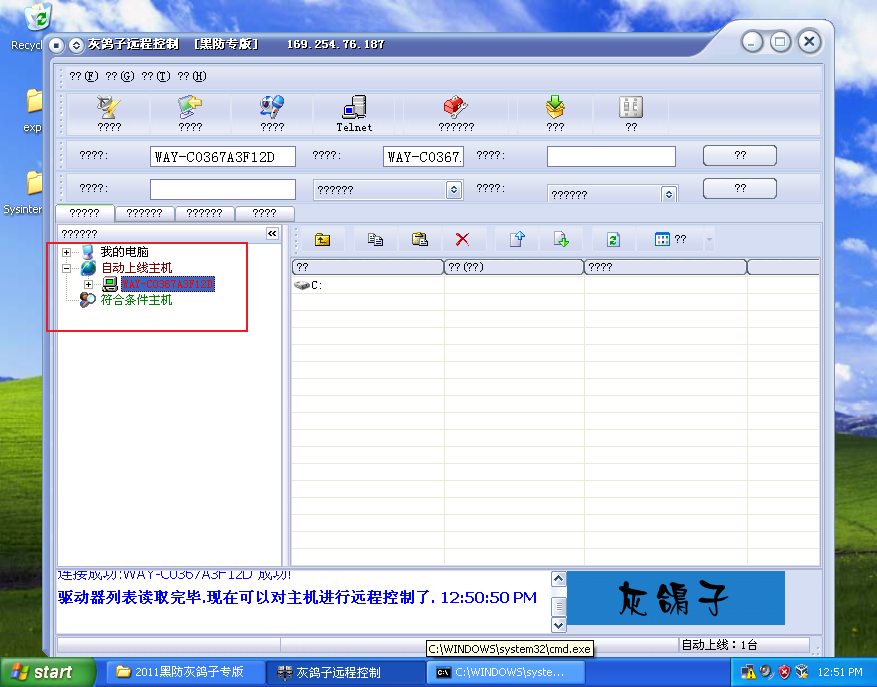 Recycl
灰鸽子远程控制 [黑防专版] 169.254.76.187
??(F) ??(G) ??(T) ??(H)
???? ???? ???? Telnet ?????? ??? ??
exp
????: WAY-C0367A3F12D ????: WAY-C0367. ????: ??
Sysinter
????: ?????? ????: ?????? ??
????? ?????? ?????? ????
?????? «
??
我的电脑
?? ??(??) ????
自动上线主机
C:
WAY-C0367A3F12D
符合条件主机
连接成功:WAY-C0367A3F12D 成功!
驱动器列表读取完毕.现在可以对主机进行远程控制了. 12:50:50 PM
灰鸽子
自动上线：1台
C:\WINDOWS\system32\cmd.exe
start 2011黑防灰鸽子专版 灰鸽子远程控制 C:\WINDOWS\syste... 12:51 PM